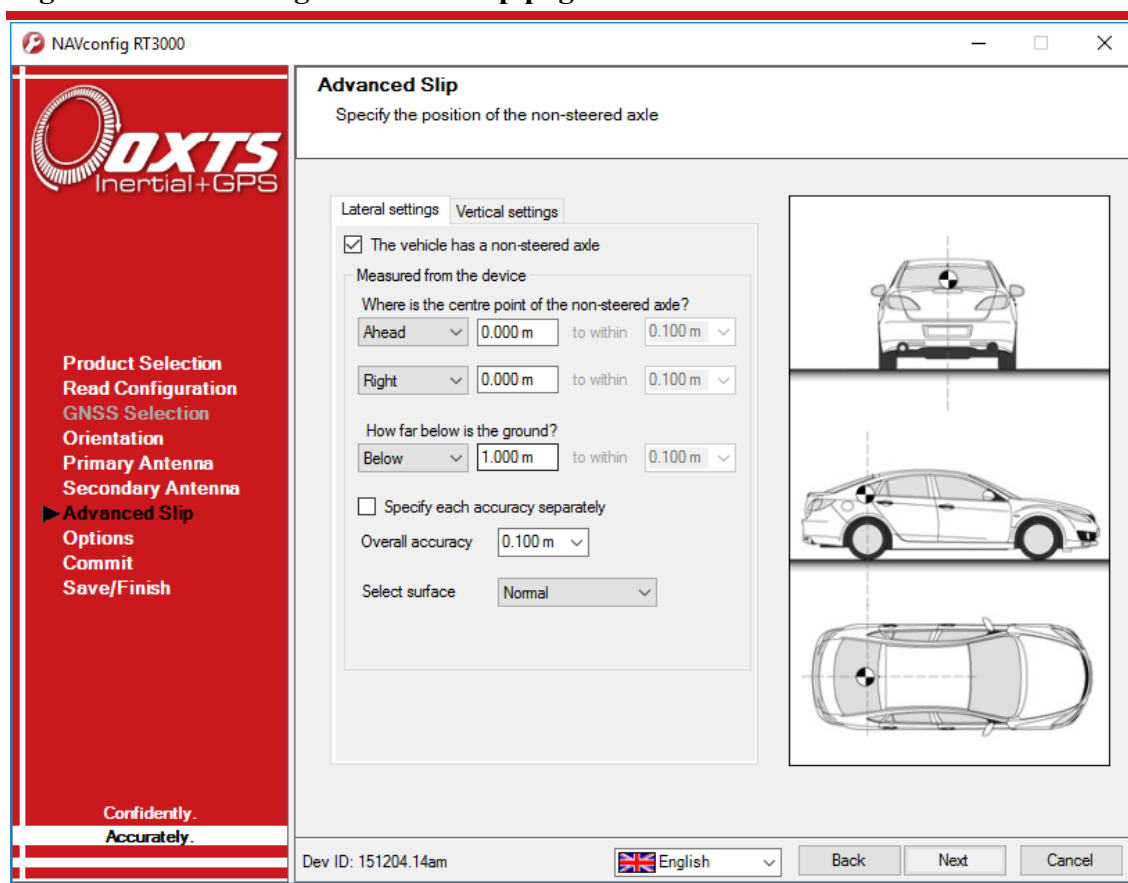 NAVconfig RT3000
OXTS
Inertial+GPS
Product Selection
Read Configuration
GNSS Selection
Orientation
Primary Antenna
Secondary Antenna
Advanced Slip
Options
Commit
Save/Finish
Confidently.
Accurately.
Advanced Slip
Specify the position of the non-steered axle
Lateral settings Vertical settings
The vehicle has a non-steered axle
Measured from the device
Where is the centre point of the non-steered axle?
Ahead 0.000 m to within 0.100 m
Right 0.000 m to within 0.100 m
How far below is the ground?
Below 1.000 m to within 0.100 m
Specify each accuracy separately
Overall accuracy 0.100 m
Select surface Normal
Dev ID: 151204.14am English Back Next Cancel